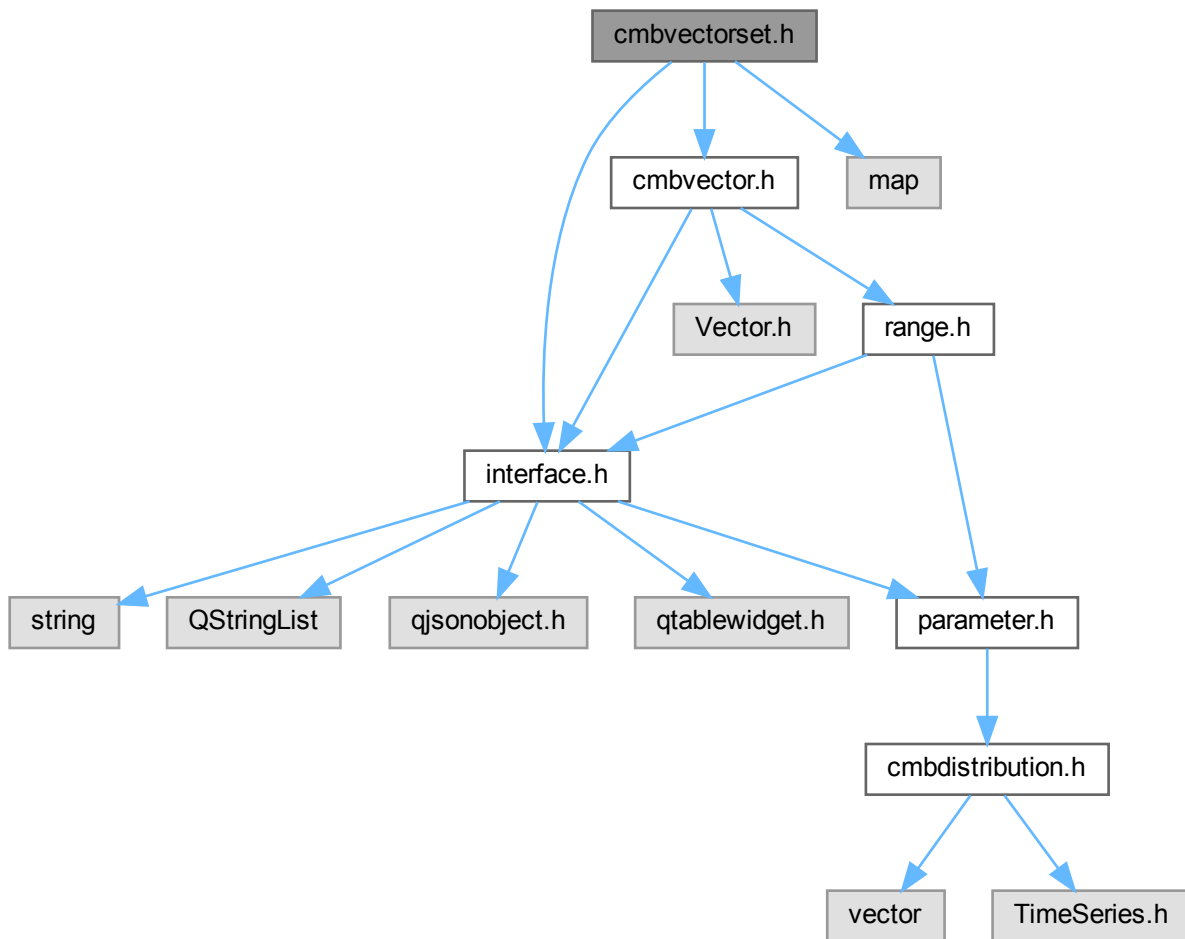 cmbvectorset.h
cmbvector.h
map
Vector.h
range.h
interface.h
string
QStringList
qjsonobject.h
qtablewidget.h
parameter.h
cmbdistribution.h
vector
TimeSeries.h